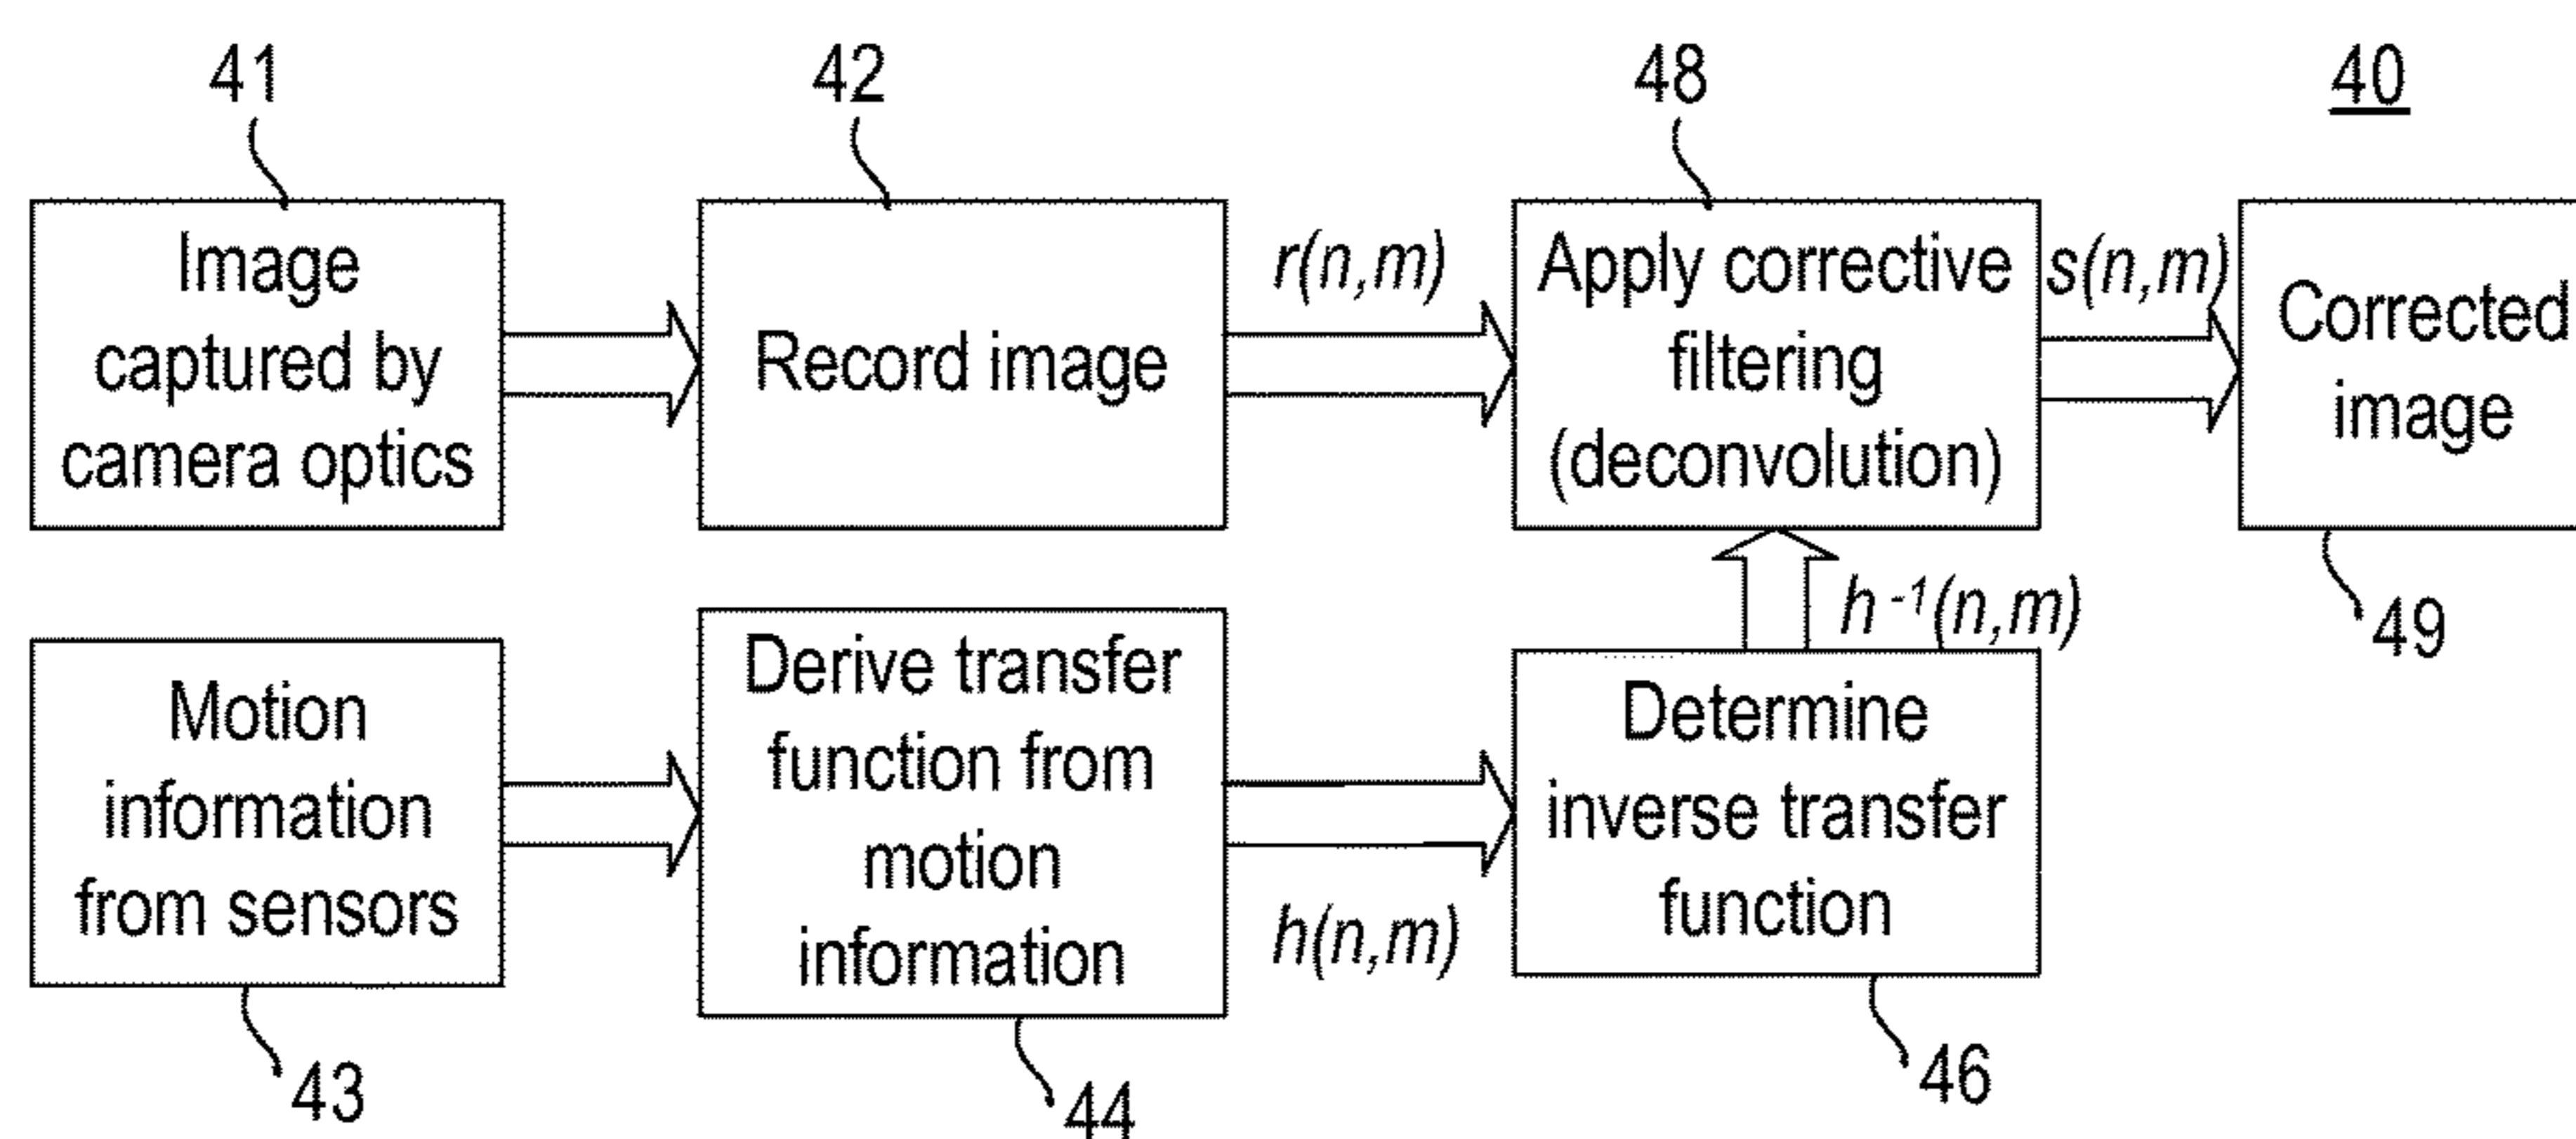 41
42
48
40
Image
captured by
camera optics
Record image
r(n,m)
Apply corrective
filtering
(deconvolution)
s(n,m)
Corrected
image
49
Motion
information
from sensors
43
Derive transfer
function from
motion
information
44
h(n,m)
Determine
inverse transfer
function
46
h⁻¹(n,m)